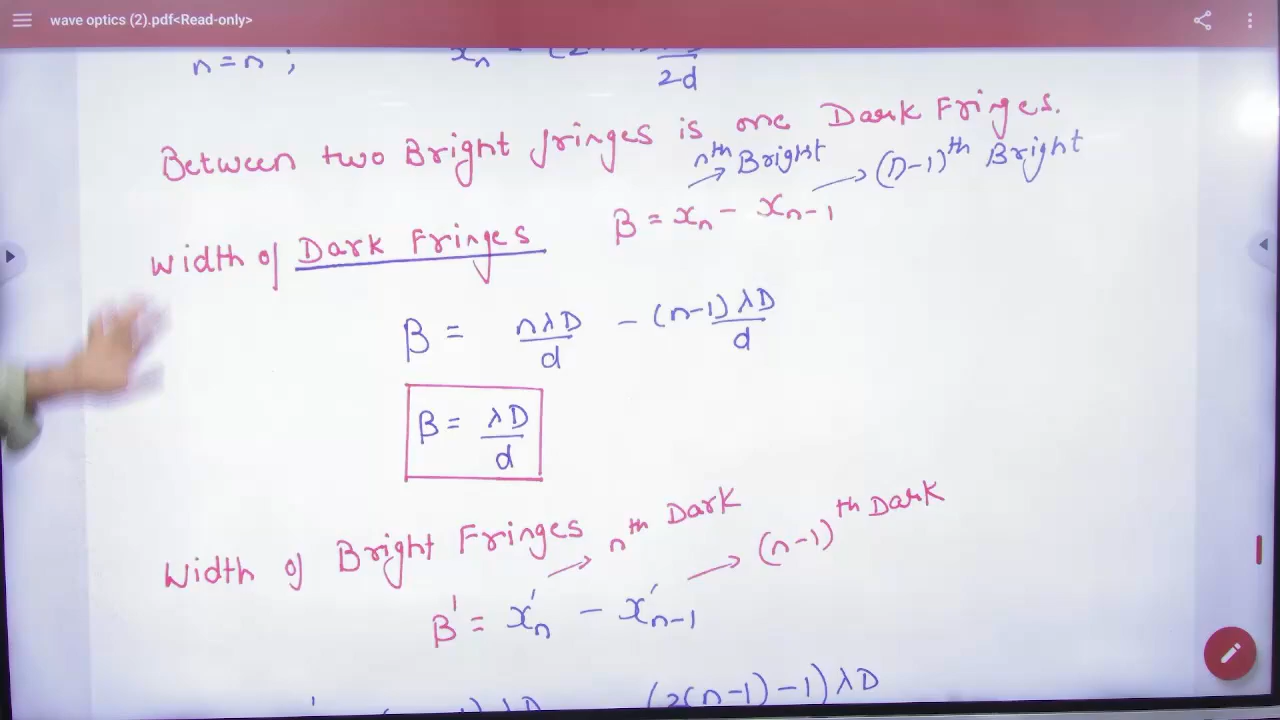 wave optics (2).pdf<Read-only>
n = n ;
2d
Between two Bright fringes is one Dark Fringes.
nth Bright
(n-1)th Bright
Width of Dark Fringes
β = xn - xn-1
β = nλD/d - (n-1)λD/d
β = λD/d
Width of Bright Fringes
nth Dark
(n-1)th Dark
β' = x'n - x'n-1
(2(n-1)-1)λD